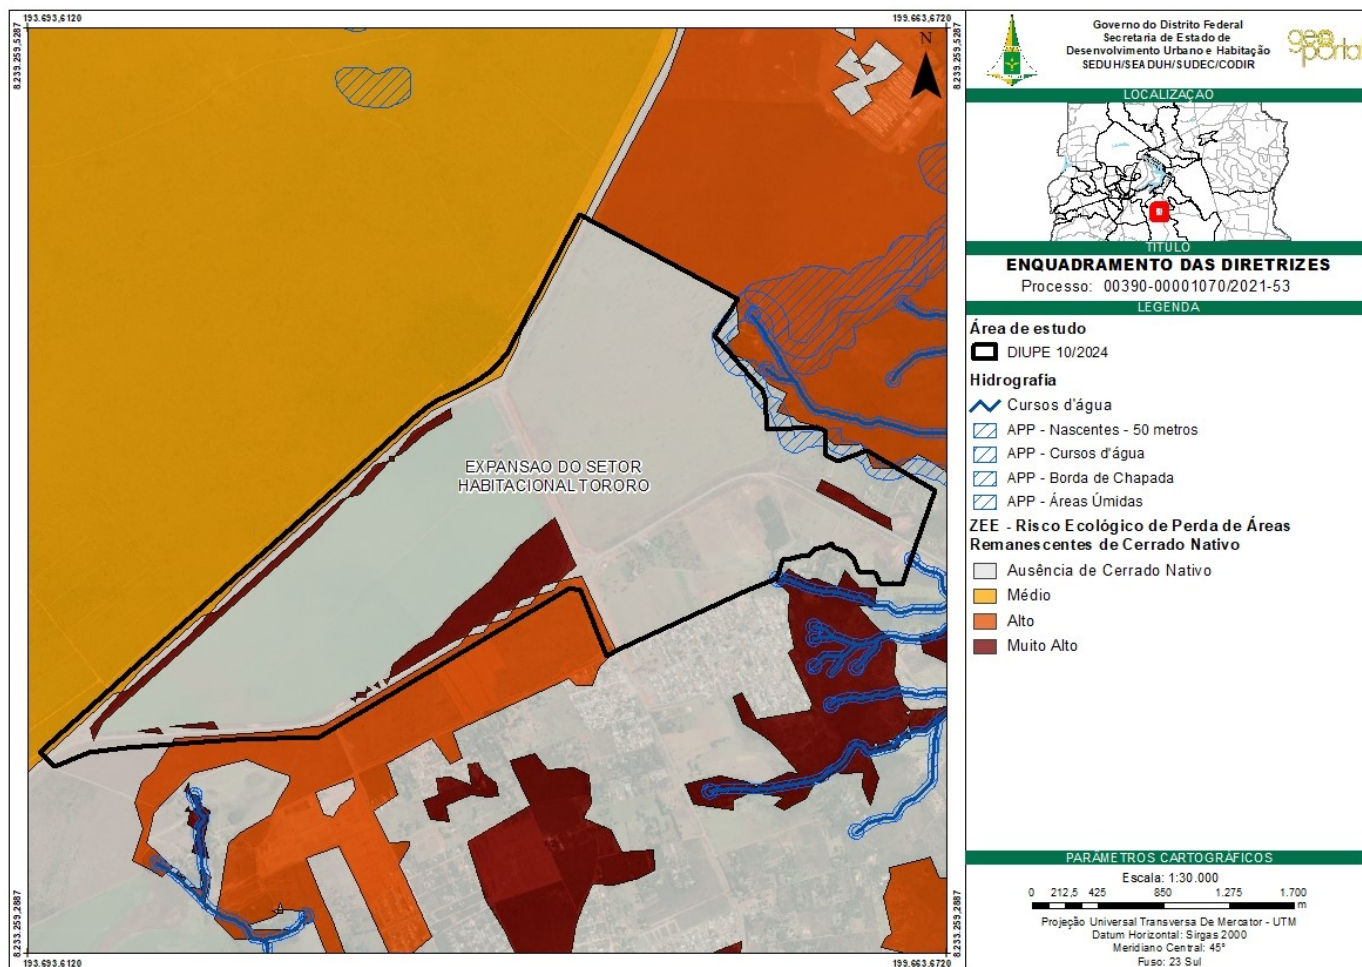 193.693,6120
199.663,6720
8.239.259,5287
8.239.259,5287
N
EXPANSAO DO SETOR
HABITACIONAL TORORO
8.233.259,2887
8.233.259,2887
193.693,6120
199.663,6720
Governo do Distrito Federal
Secretaria de Estado de
Desenvolvimento Urbano e Habitação
SEDUH/SEADUH/SUDEC/CODIR
geoportal
LOCALIZAÇÃO
TÍTULO
ENQUADRAMENTO DAS DIRETRIZES
Processo: 00390-00001070/2021-53
LEGENDA
Área de estudo
DIUPE 10/2024
Hidrografia
Cursos d'água
APP - Nascentes - 50 metros
APP - Cursos d'água
APP - Borda de Chapada
APP - Áreas Úmidas
ZEE - Risco Ecológico de Perda de Áreas
Remanescentes de Cerrado Nativo
Ausência de Cerrado Nativo
Médio
Alto
Muito Alto
PARÂMETROS CARTOGRÁFICOS
Escala: 1:30.000
0 212,5 425 850 1.275 1.700
m
Projeção Universal Transversa De Mercator - UTM
Datum Horizontal: Sirgas 2000
Meridiano Central: 45°
Fuso: 23 Sul